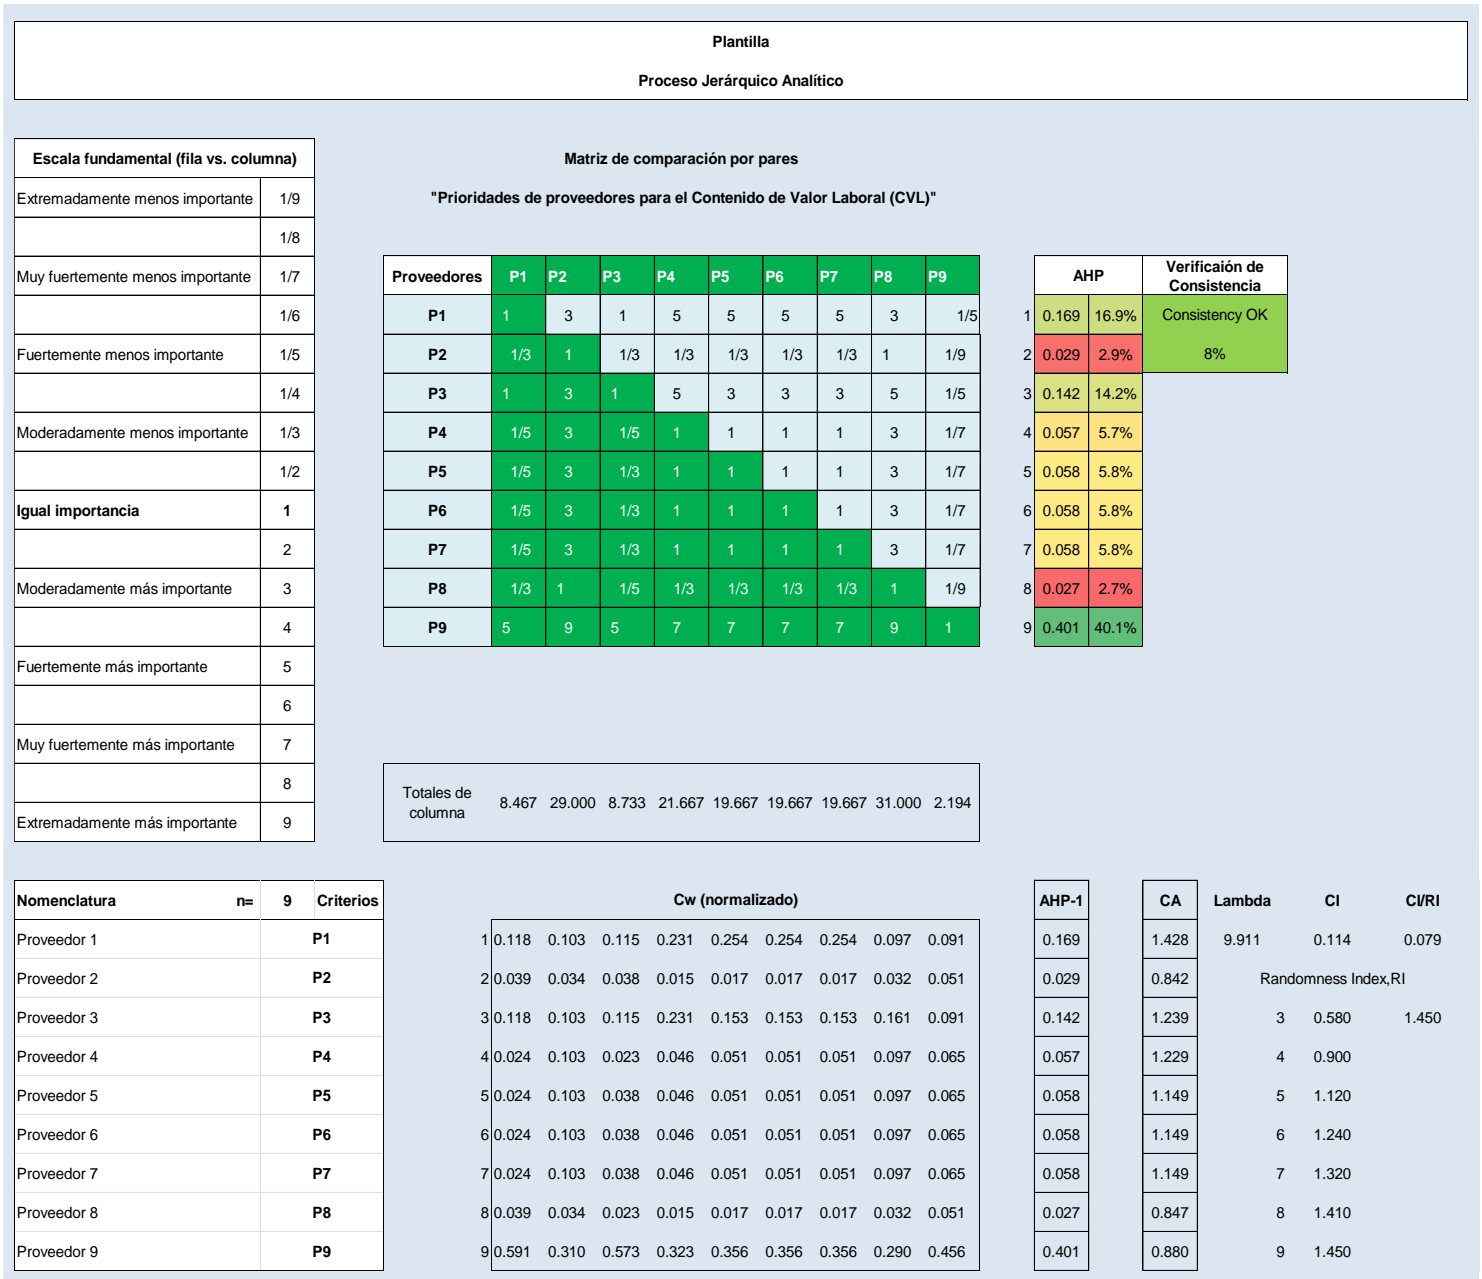 Plantilla
Proceso Jerárquico Analítico
Escala fundamental (fila vs. columna)
Matriz de comparación por pares
Extremadamente menos importante 1/9
"Prioridades de proveedores para el Contenido de Valor Laboral (CVL)"
1/8
Muy fuertemente menos importante 1/7
Proveedores P1 P2 P3 P4 P5 P6 P7 P8 P9
AHP
Verificaión de
Consistencia
1/6
P1 1 3 1 5 5 5 5 3 1/5
1 0.169 16.9% Consistency OK
Fuertemente menos importante 1/5
P2 1/3 1 1/3 1/3 1/3 1/3 1/3 1 1/9
2 0.029 2.9% 8%
1/4
P3 1 3 1 5 3 3 3 5 1/5
3 0.142 14.2%
Moderadamente menos importante 1/3
P4 1/5 3 1/5 1 1 1 1 3 1/7
4 0.057 5.7%
1/2
P5 1/5 3 1/3 1 1 1 1 3 1/7
5 0.058 5.8%
Igual importancia 1
P6 1/5 3 1/3 1 1 1 1 3 1/7
6 0.058 5.8%
2
P7 1/5 3 1/3 1 1 1 1 3 1/7
7 0.058 5.8%
Moderadamente más importante 3
P8 1/3 1 1/5 1/3 1/3 1/3 1/3 1 1/9
8 0.027 2.7%
4
P9 5 9 5 7 7 7 7 9 1
9 0.401 40.1%
Fuertemente más importante 5
6
Muy fuertemente más importante 7
8
Extremadamente más importante 9
Totales de
columna
8.467 29.000 8.733 21.667 19.667 19.667 19.667 31.000 2.194
Nomenclatura n= 9 Criterios
Cw (normalizado)
AHP-1 CA Lambda CI CI/RI
Proveedor 1 P1 1 0.118 0.103 0.115 0.231 0.254 0.254 0.254 0.097 0.091 0.169 1.428 9.911 0.114 0.079
Proveedor 2 P2 2 0.039 0.034 0.038 0.015 0.017 0.017 0.017 0.032 0.051 0.029 0.842 Randomness Index,RI
Proveedor 3 P3 3 0.118 0.103 0.115 0.231 0.153 0.153 0.153 0.161 0.091 0.142 1.239 3 0.580 1.450
Proveedor 4 P4 4 0.024 0.103 0.023 0.046 0.051 0.051 0.051 0.097 0.065 0.057 1.229 4 0.900
Proveedor 5 P5 5 0.024 0.103 0.038 0.046 0.051 0.051 0.051 0.097 0.065 0.058 1.149 5 1.120
Proveedor 6 P6 6 0.024 0.103 0.038 0.046 0.051 0.051 0.051 0.097 0.065 0.058 1.149 6 1.240
Proveedor 7 P7 7 0.024 0.103 0.038 0.046 0.051 0.051 0.051 0.097 0.065 0.058 1.149 7 1.320
Proveedor 8 P8 8 0.039 0.034 0.023 0.015 0.017 0.017 0.017 0.032 0.051 0.027 0.847 8 1.410
Proveedor 9 P9 9 0.591 0.310 0.573 0.323 0.356 0.356 0.356 0.290 0.456 0.401 0.880 9 1.450